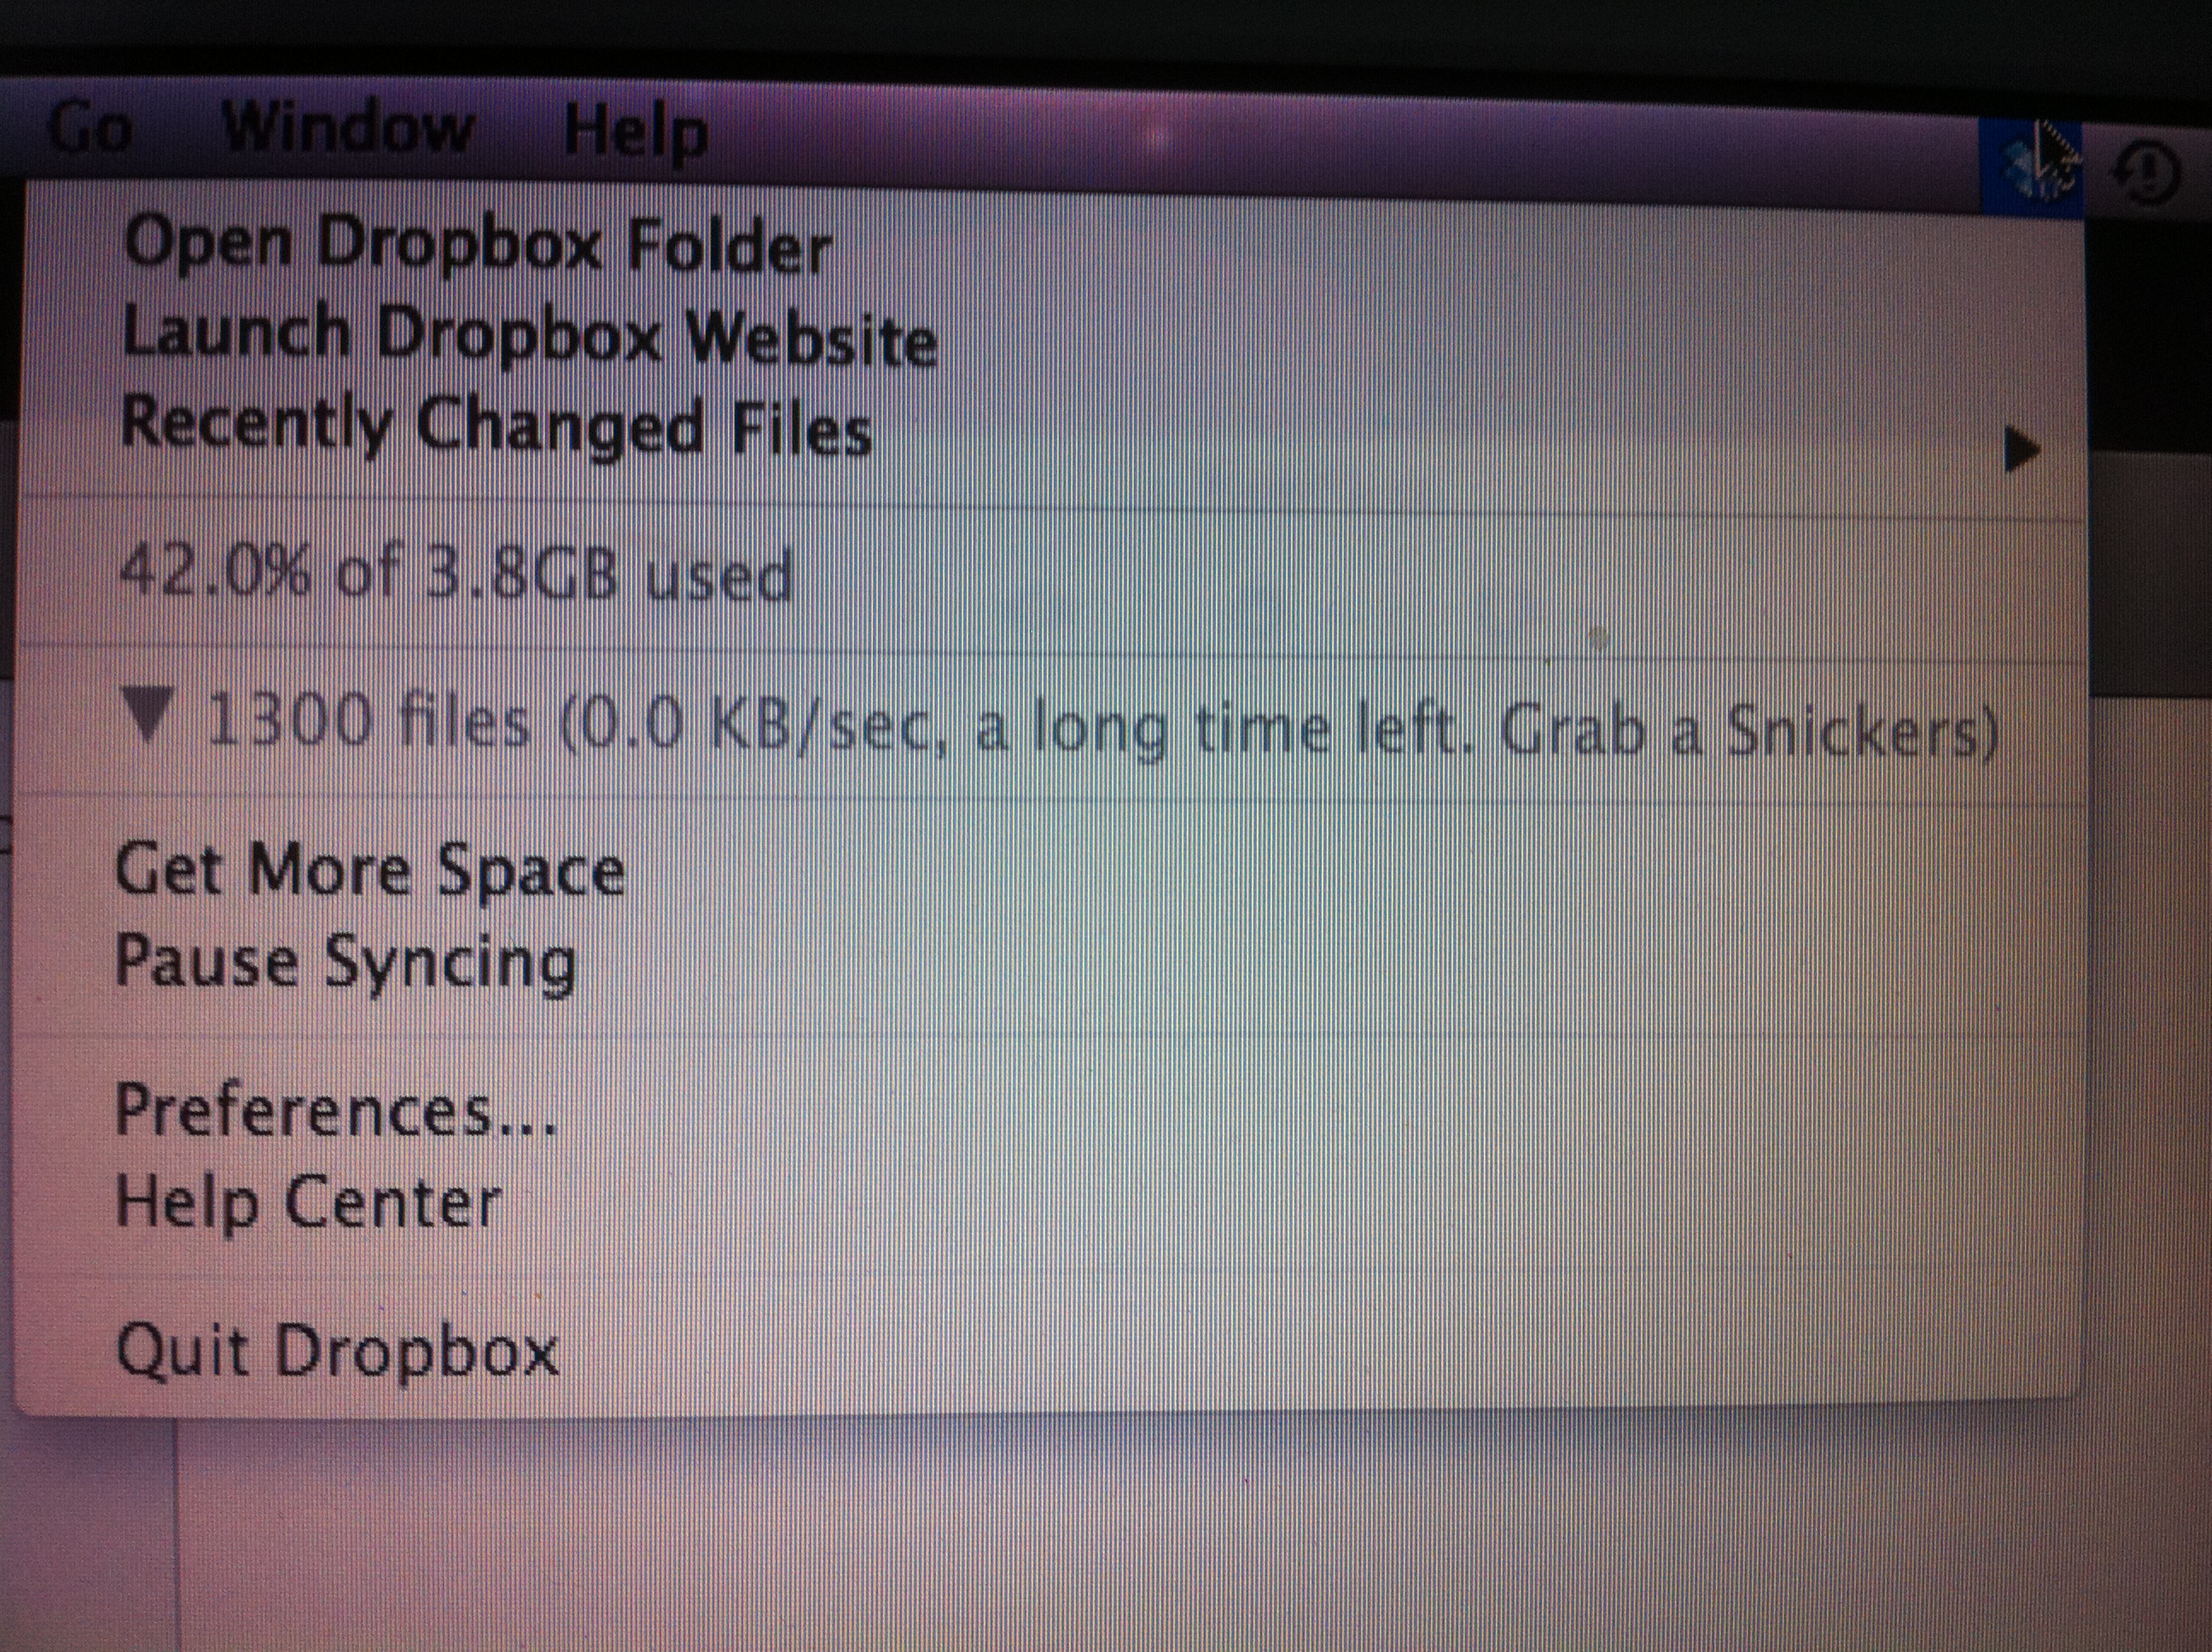 Go Window Help
Open Dropbox Folder
Launch Dropbox Website
Recently Changed Files
42.0% of 3.8GB used
▼ 1300 files (0.0 KB/sec, a long time left. Grab a Snickers)
Get More Space
Pause Syncing
Preferences...
Help Center
Quit Dropbox